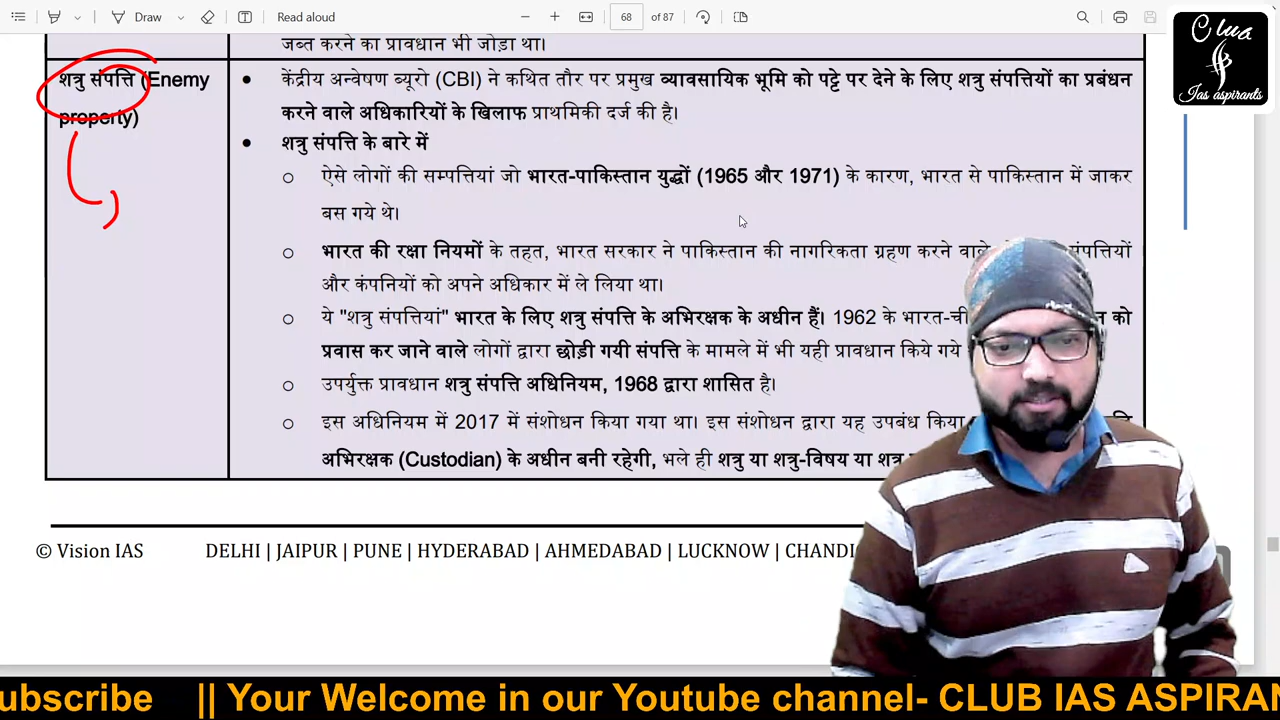 Draw
Read aloud
68 of 87
Clua
Ias aspirants
जब्त करने का प्रावधान भी जोड़ा था।
शत्रु संपत्ति (Enemy property)
• केंद्रीय अन्वेषण ब्यूरो (CBI) ने कथित तौर पर प्रमुख व्यावसायिक भूमि को पट्टे पर देने के लिए शत्रु संपत्तियों का प्रबंधन
करने वाले अधिकारियों के खिलाफ प्राथमिकी दर्ज की है।
• शत्रु संपत्ति के बारे में
○ ऐसे लोगों की सम्पत्तियां जो भारत-पाकिस्तान युद्धों (1965 और 1971) के कारण, भारत से पाकिस्तान में जाकर
बस गये थे।
○ भारत की रक्षा नियमों के तहत, भारत सरकार ने पाकिस्तान की नागरिकता ग्रहण करने वाले संपत्तियों
और कंपनियों को अपने अधिकार में ले लिया था।
○ ये "शत्रु संपत्तियां" भारत के लिए शत्रु संपत्ति के अभिरक्षक के अधीन हैं। 1962 के भारत-ची को
प्रवास कर जाने वाले लोगों द्वारा छोड़ी गयी संपत्ति के मामले में भी यही प्रावधान किये गये
○ उपर्युक्त प्रावधान शत्रु संपत्ति अधिनियम, 1968 द्वारा शासित है।
○ इस अधिनियम में 2017 में संशोधन किया गया था। इस संशोधन द्वारा यह उपबंध किया
अभिरक्षक (Custodian) के अधीन बनी रहेगी, भले ही शत्रु या शत्रु-विषय या शत्रु
© Vision IAS
DELHI | JAIPUR | PUNE | HYDERABAD | AHMEDABAD | LUCKNOW | CHANDI
ubscribe || Your Welcome in our Youtube channel- CLUB IAS ASPIRAN